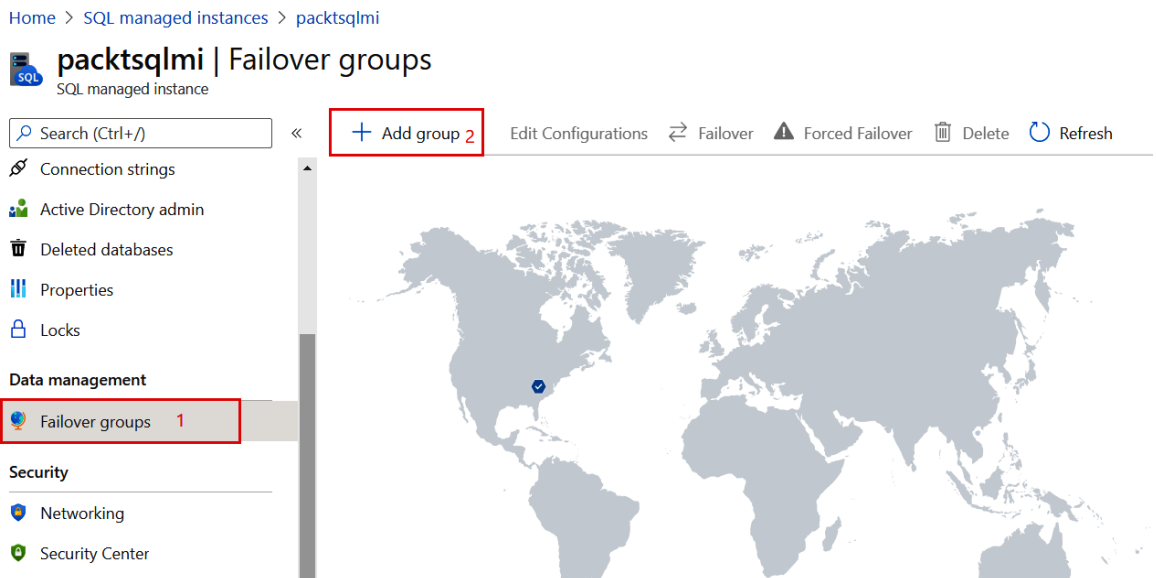 Home > SQL managed instances > packtsqlmi
packtsqlmi | Failover groups
SQL
SQL managed instance
Search (Ctrl+/)
«
Add group 2
Edit Configurations
Failover
Forced Failover
Delete
Refresh
Connection strings
Active Directory admin
Deleted databases
Properties
Locks
Data management
Failover groups 1
Security
Networking
Security Center